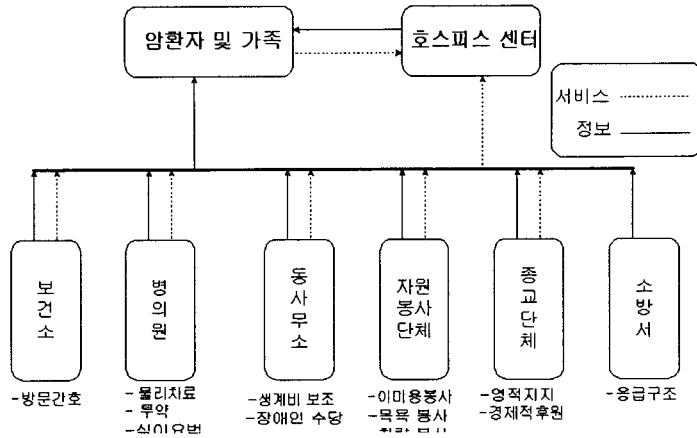 암환자 및 가족
호스피스 센터
서비스
정보
보건소
병의원
동사무소
자원
봉사
단체
종교단체
소방서
-방문간호
-물리치료
-투약
-식이요법
-생계비 보조
-장애인 수당
-이미용봉사
-목욕 봉사
-영적지지
-경제적후원
-응급구조